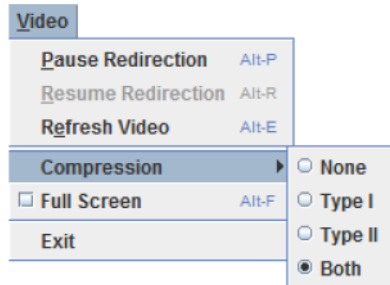 Video
Pause Redirection Alt-P
Resume Redirection Alt-R
Refresh Video Alt-E
Compression
Full Screen Alt-F
Exit
None
Type I
Type II
Both